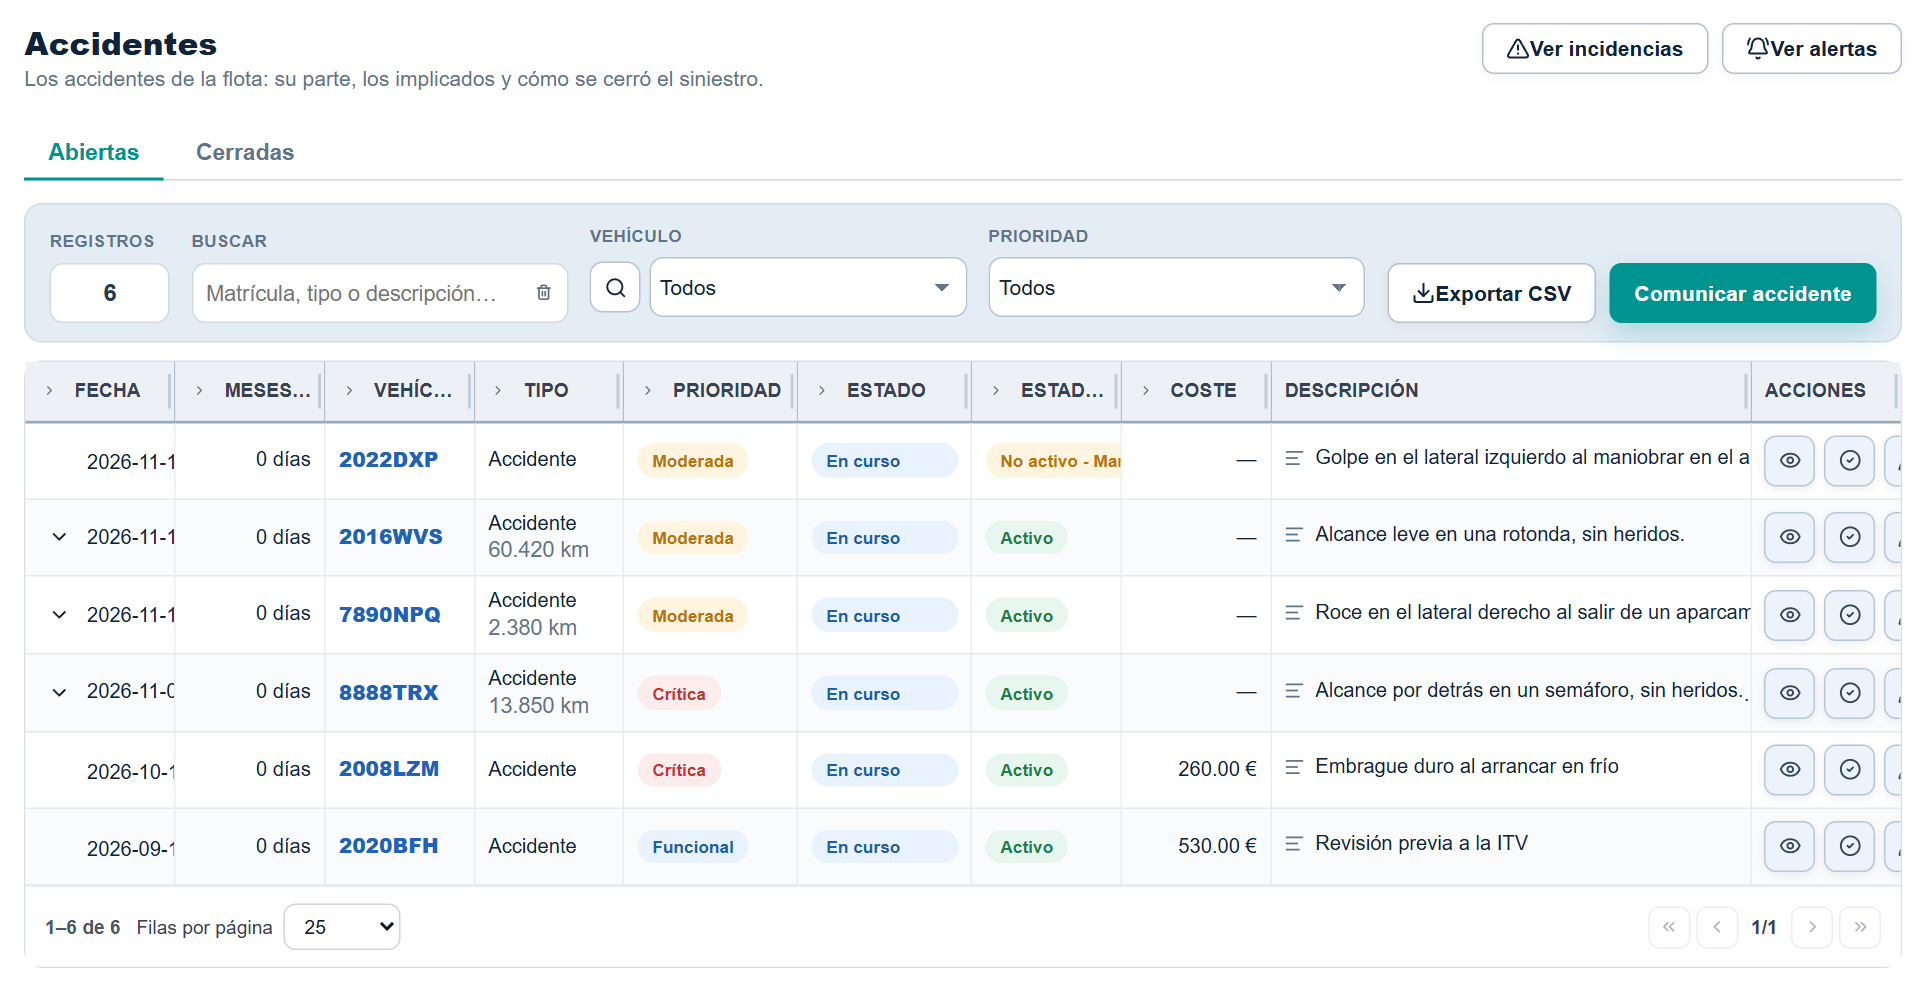 Accidentes
Los accidentes de la flota: su parte, los implicados y cómo se cerró el siniestro.
Ver incidencias
Ver alertas
Abiertas
Cerradas
REGISTROS
6
BUSCAR
Matrícula, tipo o descripción...
VEHÍCULO
Todos
PRIORIDAD
Todos
Exportar CSV
Comunicar accidente
FECHA MESES... VEHÍC... TIPO PRIORIDAD ESTADO ESTAD... COSTE DESCRIPCIÓN ACCIONES
2026-11-1 0 días 2022DXP Accidente Moderada En curso No activo - Mar — Golpe en el lateral izquierdo al maniobrar en el a
2026-11-1 0 días 2016WVS Accidente 60.420 km Moderada En curso Activo — Alcance leve en una rotonda, sin heridos.
2026-11-1 0 días 7890NPQ Accidente 2.380 km Moderada En curso Activo — Roce en el lateral derecho al salir de un aparcam
2026-11-0 0 días 8888TRX Accidente 13.850 km Crítica En curso Activo — Alcance por detrás en un semáforo, sin heridos..
2026-10-1 0 días 2008LZM Accidente Crítica En curso Activo 260.00 € Embrague duro al arrancar en frío
2026-09-1 0 días 2020BFH Accidente Funcional En curso Activo 530.00 € Revisión previa a la ITV
1–6 de 6 Filas por página 25
« ‹ 1/1 › »